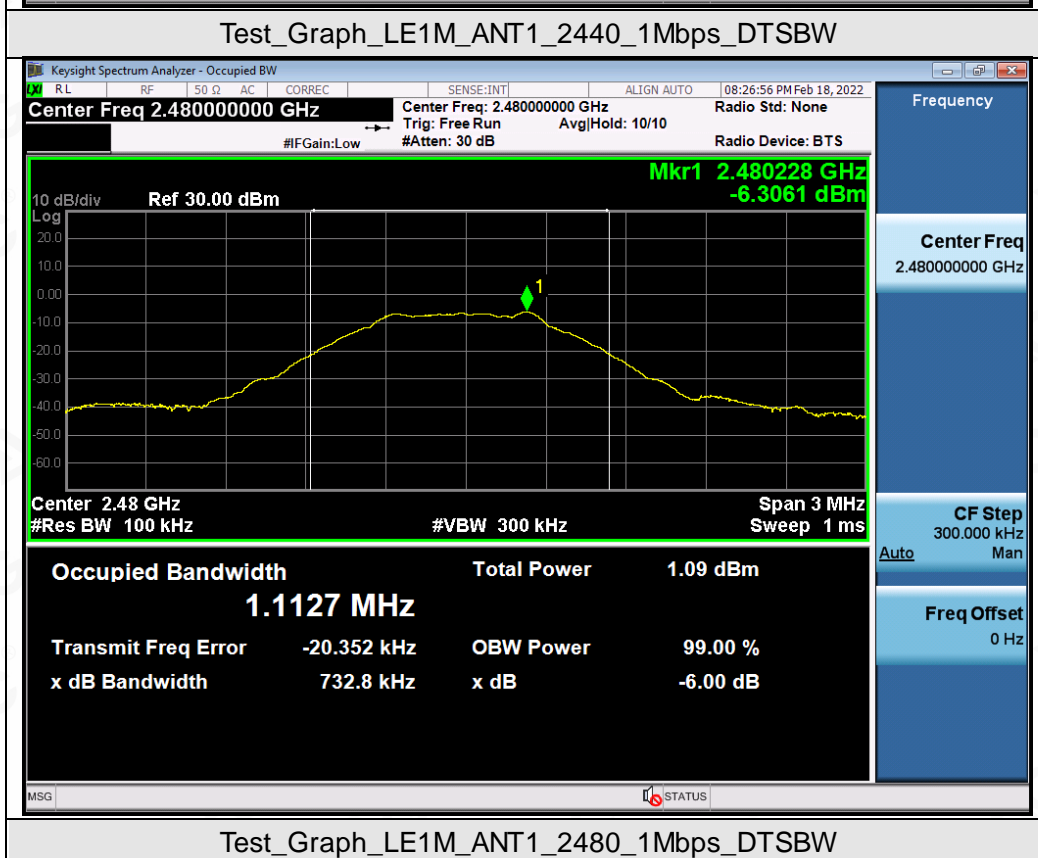 Test_Graph_LE1M_ANT1_2440_1Mbps_DTSBW
Keysight Spectrum Analyzer - Occupied BW
LXI RL RF 50 Ω AC CORREC SENSE:INT ALIGN AUTO 08:26:56 PM Feb 18, 2022
Center Freq 2.480000000 GHz
Center Freq: 2.480000000 GHz Radio Std: None
Trig: Free Run Avg|Hold: 10/10
#IFGain:Low #Atten: 30 dB Radio Device: BTS
Frequency
Mkr1 2.480228 GHz
-6.3061 dBm
10 dB/div Ref 30.00 dBm
Log
20.0
10.0
0.00
-10.0
-20.0
-30.0
-40.0
-50.0
-60.0
1
Center 2.48 GHz Span 3 MHz
#Res BW 100 kHz #VBW 300 kHz Sweep 1 ms
Center Freq
2.480000000 GHz
CF Step
300.000 kHz
Auto Man
Freq Offset
0 Hz
Occupied Bandwidth Total Power 1.09 dBm
1.1127 MHz
Transmit Freq Error -20.352 kHz OBW Power 99.00 %
x dB Bandwidth 732.8 kHz x dB -6.00 dB
MSG STATUS
Test_Graph_LE1M_ANT1_2480_1Mbps_DTSBW